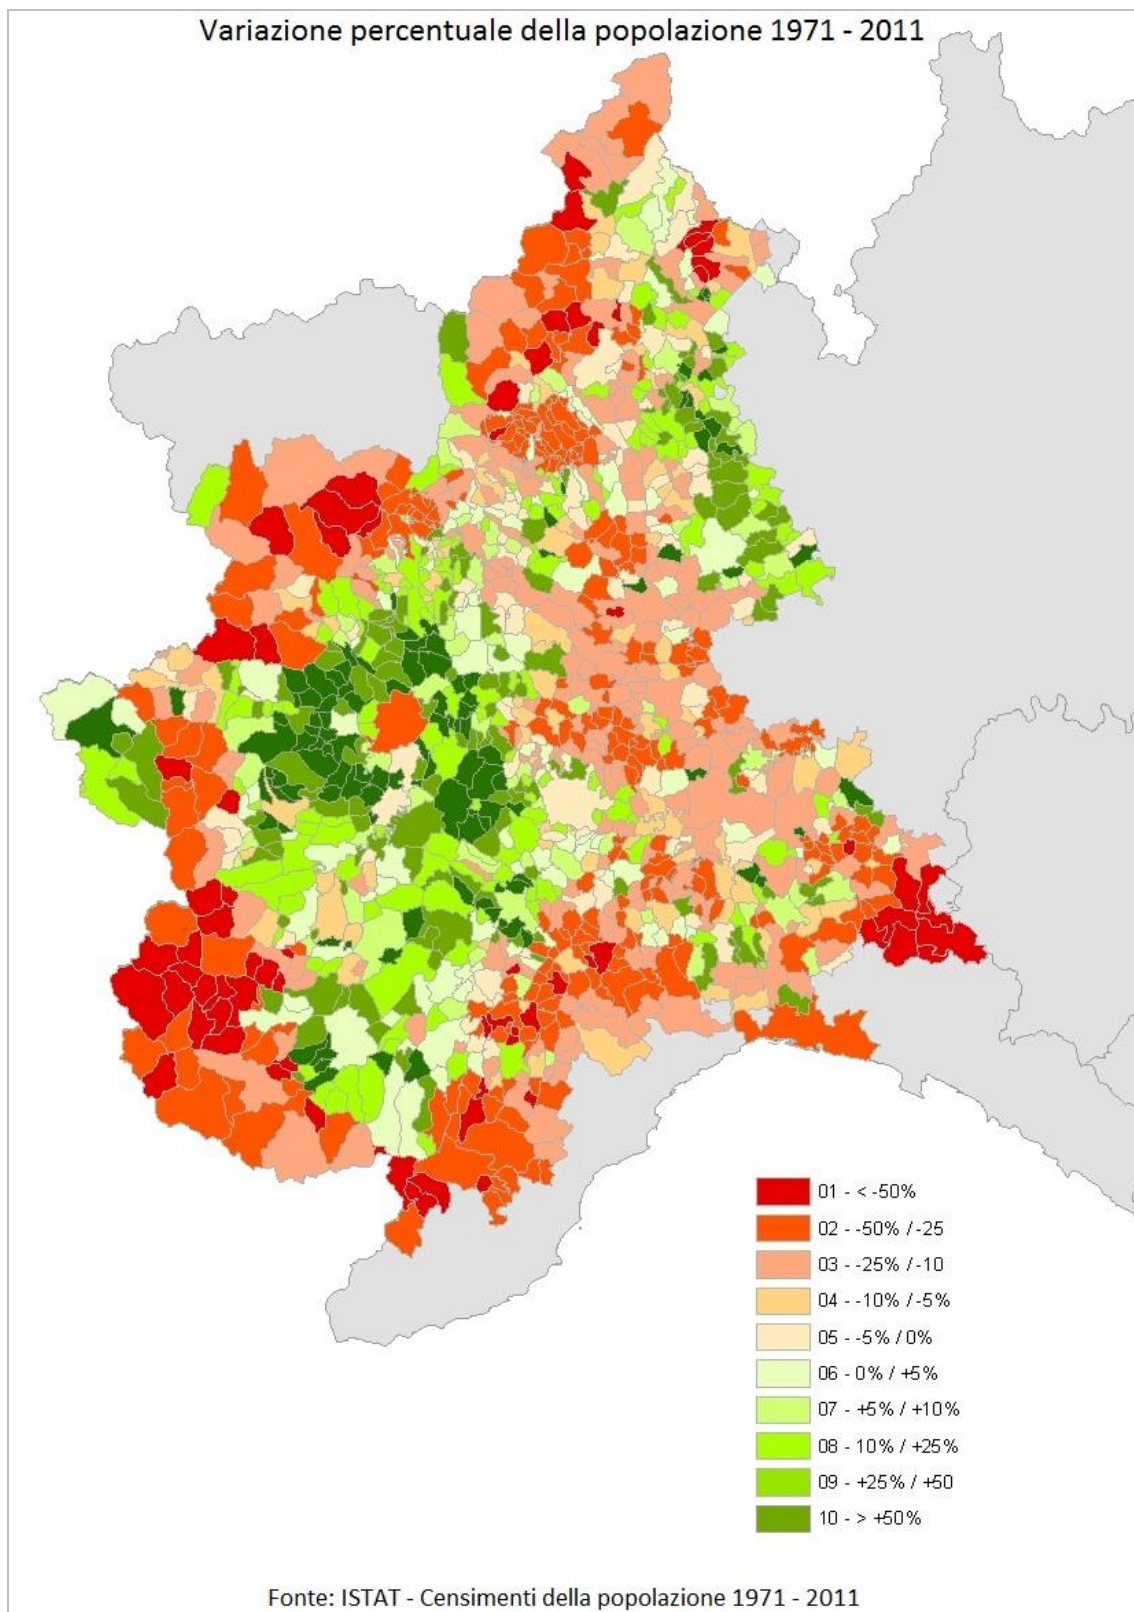 Variazione percentuale della popolazione 1971 - 2011
01 - < -50%
02 - -50% / -25
03 - -25% / -10
04 - -10% / -5%
05 - -5% / 0%
06 - 0% / +5%
07 - +5% / +10%
08 - 10% / +25%
09 - +25% / +50
10 - > +50%
Fonte: ISTAT - Censimenti della popolazione 1971 - 2011